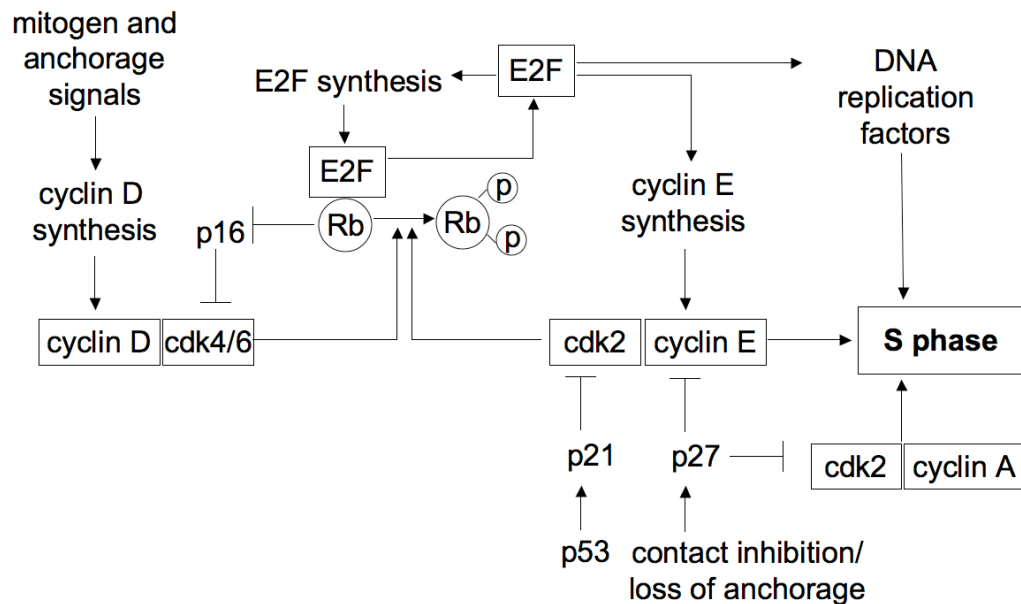 mitogen and
anchorage
signals
E2F synthesis
E2F
DNA
replication
factors
E2F
cyclin D
synthesis
p16
Rb
Rb
p
p
cyclin E
synthesis
cyclin D
cdk4/6
cdk2
cyclin E
S phase
p21
p27
cdk2
cyclin A
p53
contact inhibition/
loss of anchorage